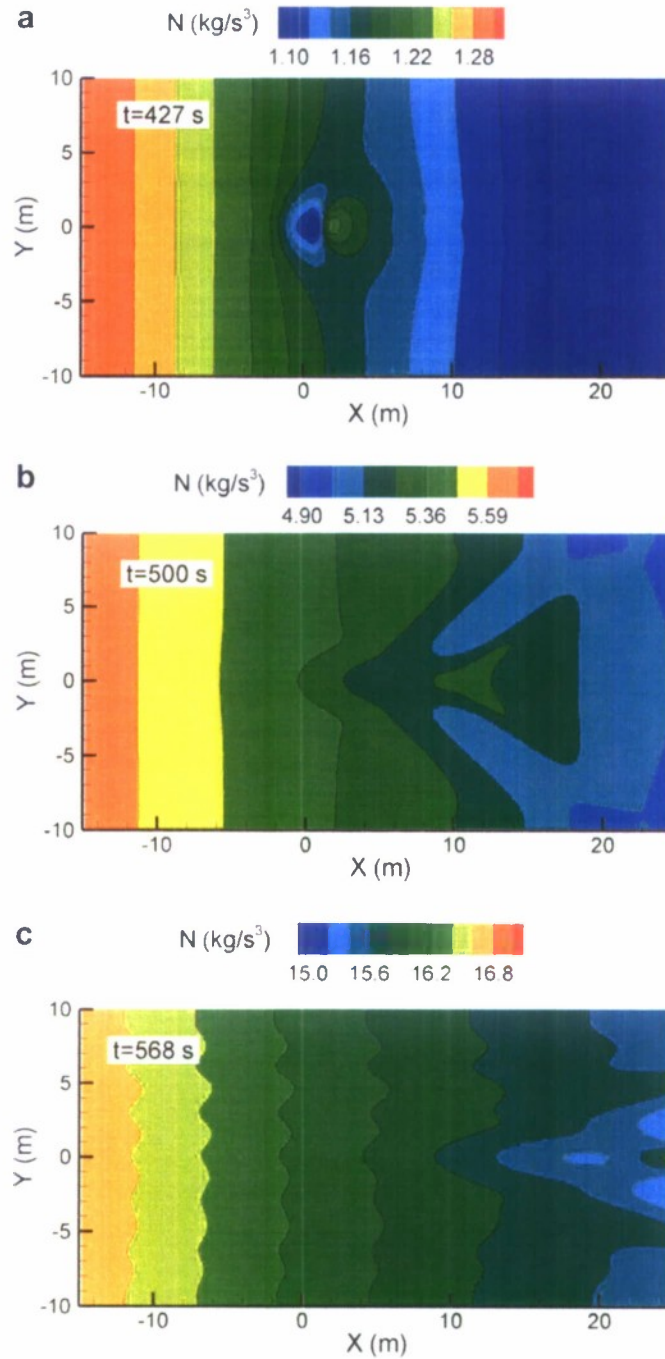 a
N (kg/s³)
1.10 1.16 1.22 1.28
10
5
0
-5
-10
Y (m)
t=427 s
-10 0 10 20
X (m)
b
N (kg/s³)
4.90 5.13 5.36 5.59
10
5
0
-5
-10
Y (m)
t=500 s
-10 0 10 20
X (m)
c
N (kg/s³)
15.0 15.6 16.2 16.8
10
5
0
-5
-10
Y (m)
t=568 s
-10 0 10 20
X (m)